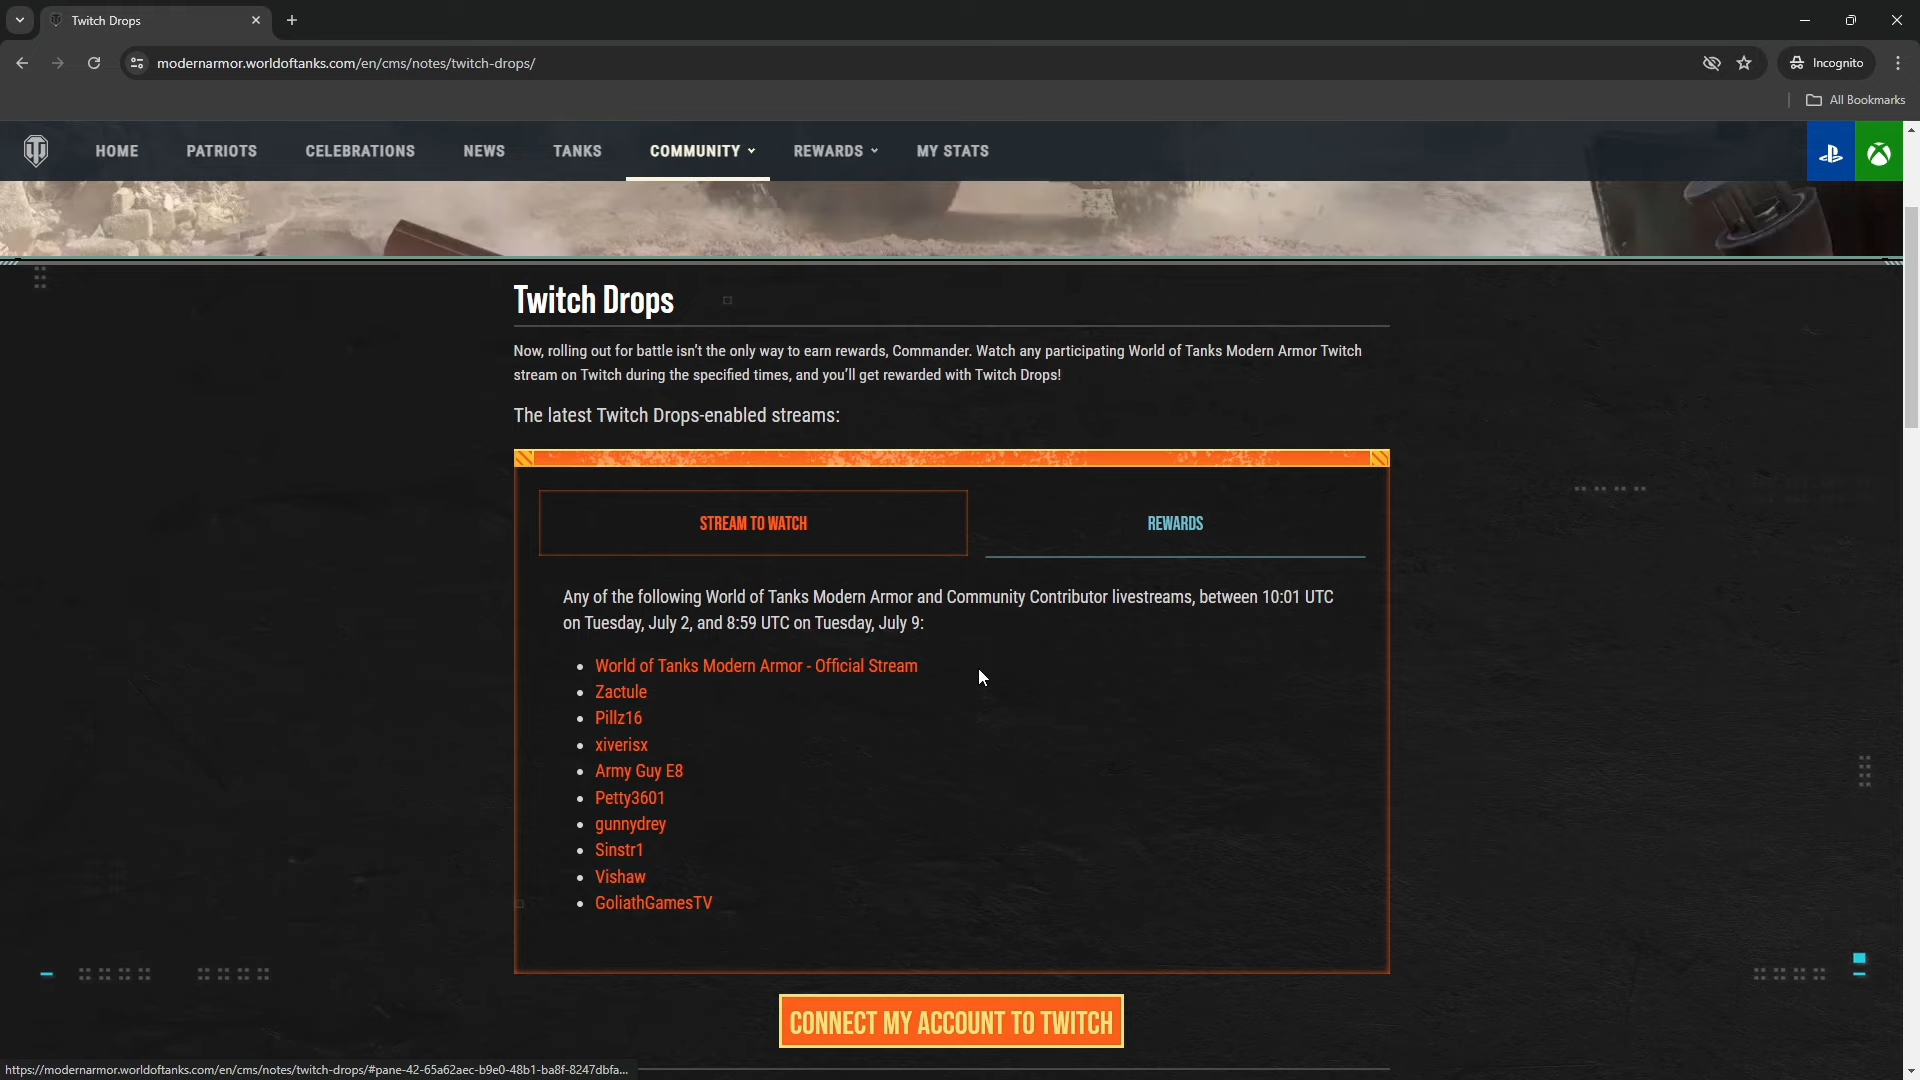 Twitch Drops
modernarmor.worldoftanks.com/en/cms/notes/twitch-drops/
Incognito
All Bookmarks
HOME
PATRIOTS
CELEBRATIONS
NEWS
TANKS
COMMUNITY
REWARDS
MY STATS
Twitch Drops
Now, rolling out for battle isn't the only way to earn rewards, Commander. Watch any participating World of Tanks Modern Armor Twitch
stream on Twitch during the specified times, and you'll get rewarded with Twitch Drops!
The latest Twitch Drops-enabled streams:
STREAM TO WATCH
REWARDS
Any of the following World of Tanks Modern Armor and Community Contributor livestreams, between 10:01 UTC
on Tuesday, July 2, and 8:59 UTC on Tuesday, July 9:
World of Tanks Modern Armor - Official Stream
Zactule
Pillz16
xiverisx
Army Guy E8
Petty3601
gunnydrey
Sinstr1
Vishaw
GoliathGamesTV
CONNECT MY ACCOUNT TO TWITCH
https://modernarmor.worldoftanks.com/en/cms/notes/twitch-drops/#pane-42-65a62aec-b9e0-48b1-ba8f-8247dbfa...